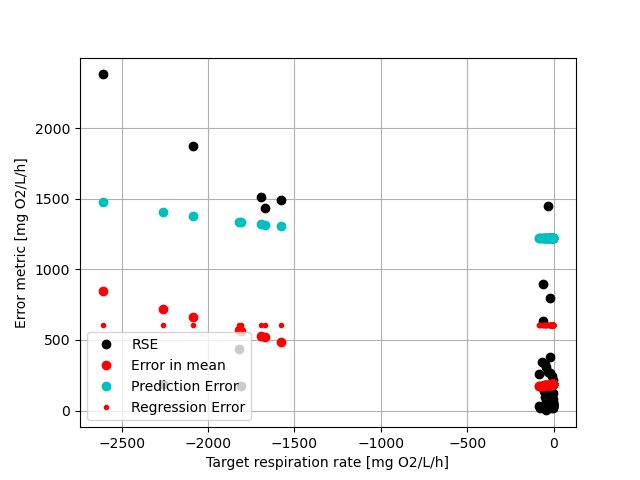 2000
1500
1000
500
0
Error metric [mg O2/L/h]
RSE
Error in mean
Prediction Error
Regression Error
−2500 −2000 −1500 −1000 −500 0
Target respiration rate [mg O2/L/h]